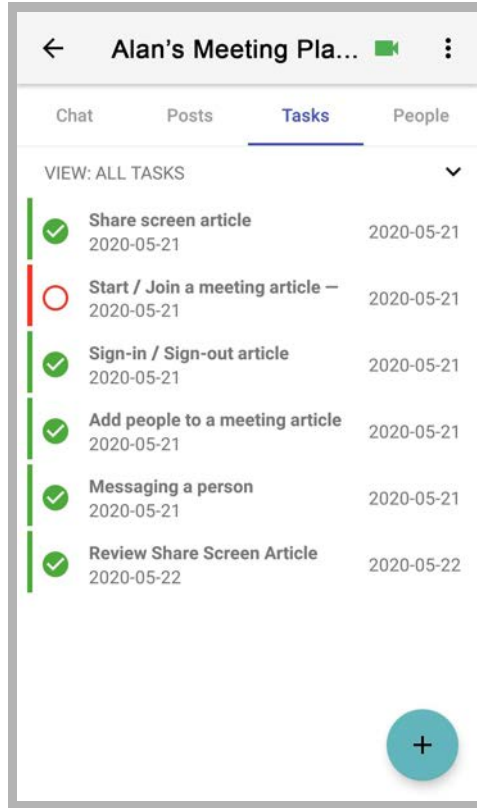 Alan's Meeting Pla...
Chat Posts Tasks People
VIEW: ALL TASKS
Share screen article
2020-05-21 2020-05-21
Start / Join a meeting article —
2020-05-21 2020-05-21
Sign-in / Sign-out article
2020-05-21 2020-05-21
Add people to a meeting article
2020-05-21 2020-05-21
Messaging a person
2020-05-21 2020-05-21
Review Share Screen Article
2020-05-22 2020-05-22
+